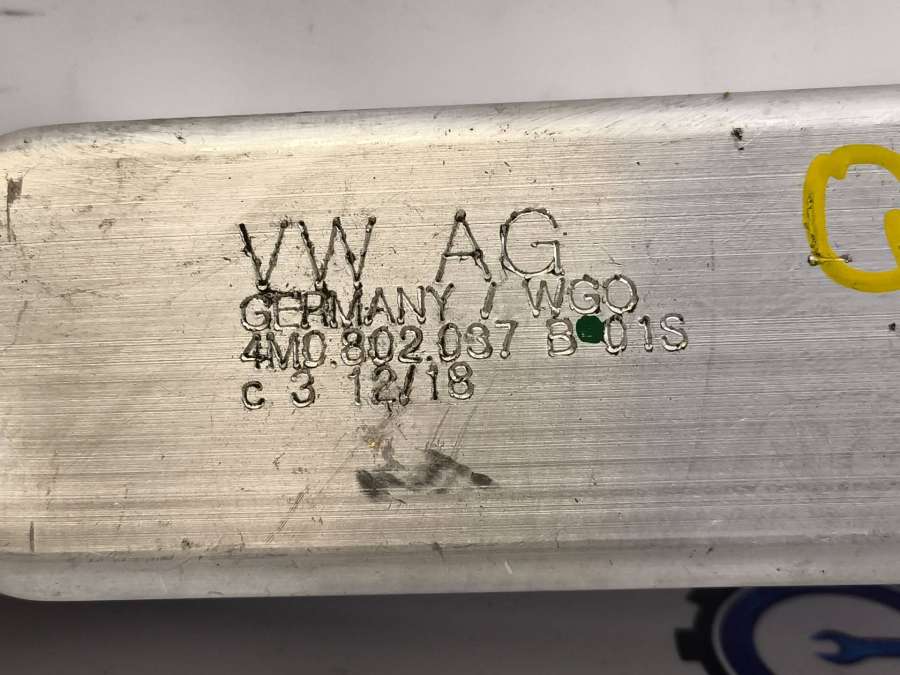 VW AG
GERMANY / WGO
4M0.802.037 B 01S
c 3 12/18